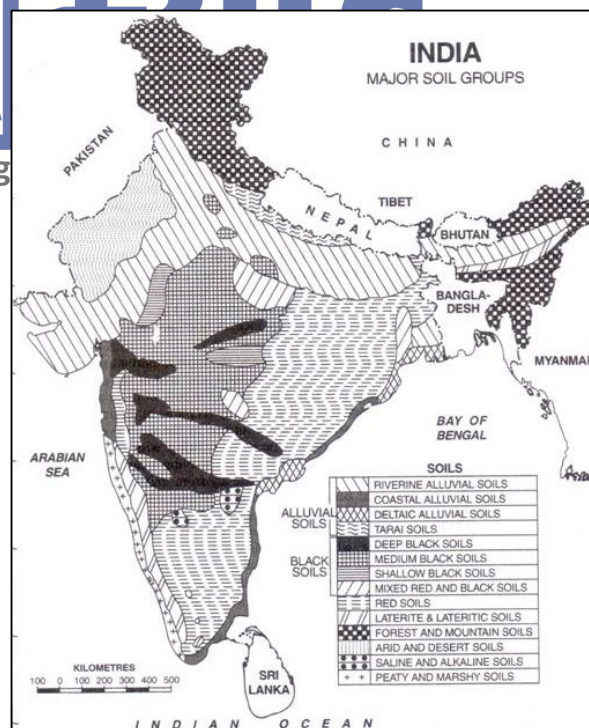 INDIA
MAJOR SOIL GROUPS
PAKISTAN
CHINA
TIBET
NEPAL
BHUTAN
BANGLA-
DESH
MYANMAR
ARABIAN
SEA
BAY OF
BENGAL
SOILS
ALLUVIAL
SOILS
RIVERINE ALLUVIAL SOILS
COASTAL ALLUVIAL SOILS
DELTAIC ALLUVIAL SOILS
TARAI SOILS
BLACK
SOILS
DEEP BLACK SOILS
MEDIUM BLACK SOILS
SHALLOW BLACK SOILS
MIXED RED AND BLACK SOILS
RED SOILS
LATERITE & LATERITIC SOILS
FOREST AND MOUNTAIN SOILS
ARID AND DESERT SOILS
SALINE AND ALKALINE SOILS
PEATY AND MARSHY SOILS
KILOMETRES
100 0 100 200 300 400 500
SRI
LANKA
INDIAN OCEAN